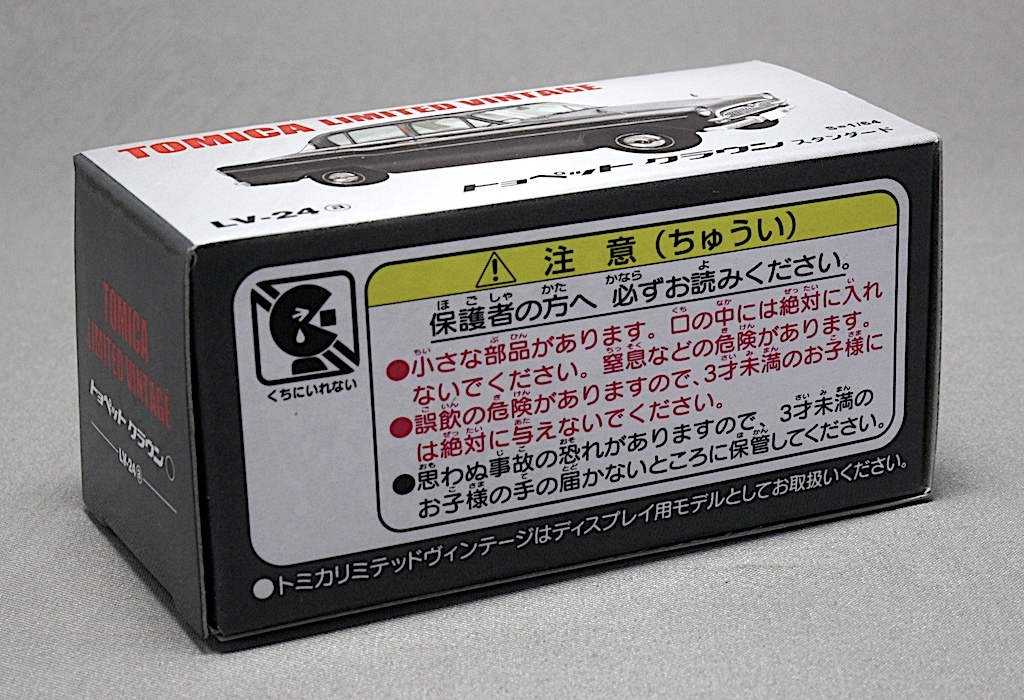 TOMICA LIMITED VINTAGE
S=1/64
トヨペット クラウン スタンダード
LV-24 ⓐ
TOMICA
LIMITED VINTAGE
トヨペット クラウン
LV-24 ⓐ
くちにいれない
注意(ちゅうい)
保護者の方へ 必ずお読みください。
●小さな部品があります。口の中には絶対に入れ
ないでください。窒息などの危険があります。
●誤飲の危険がありますので、3才未満のお子様に
は絶対に与えないでください。
●思わぬ事故の恐れがありますので、3才未満の
お子様の手の届かないところに保管してください。
●トミカリミテッドヴィンテージはディスプレイ用モデルとしてお取扱いください。